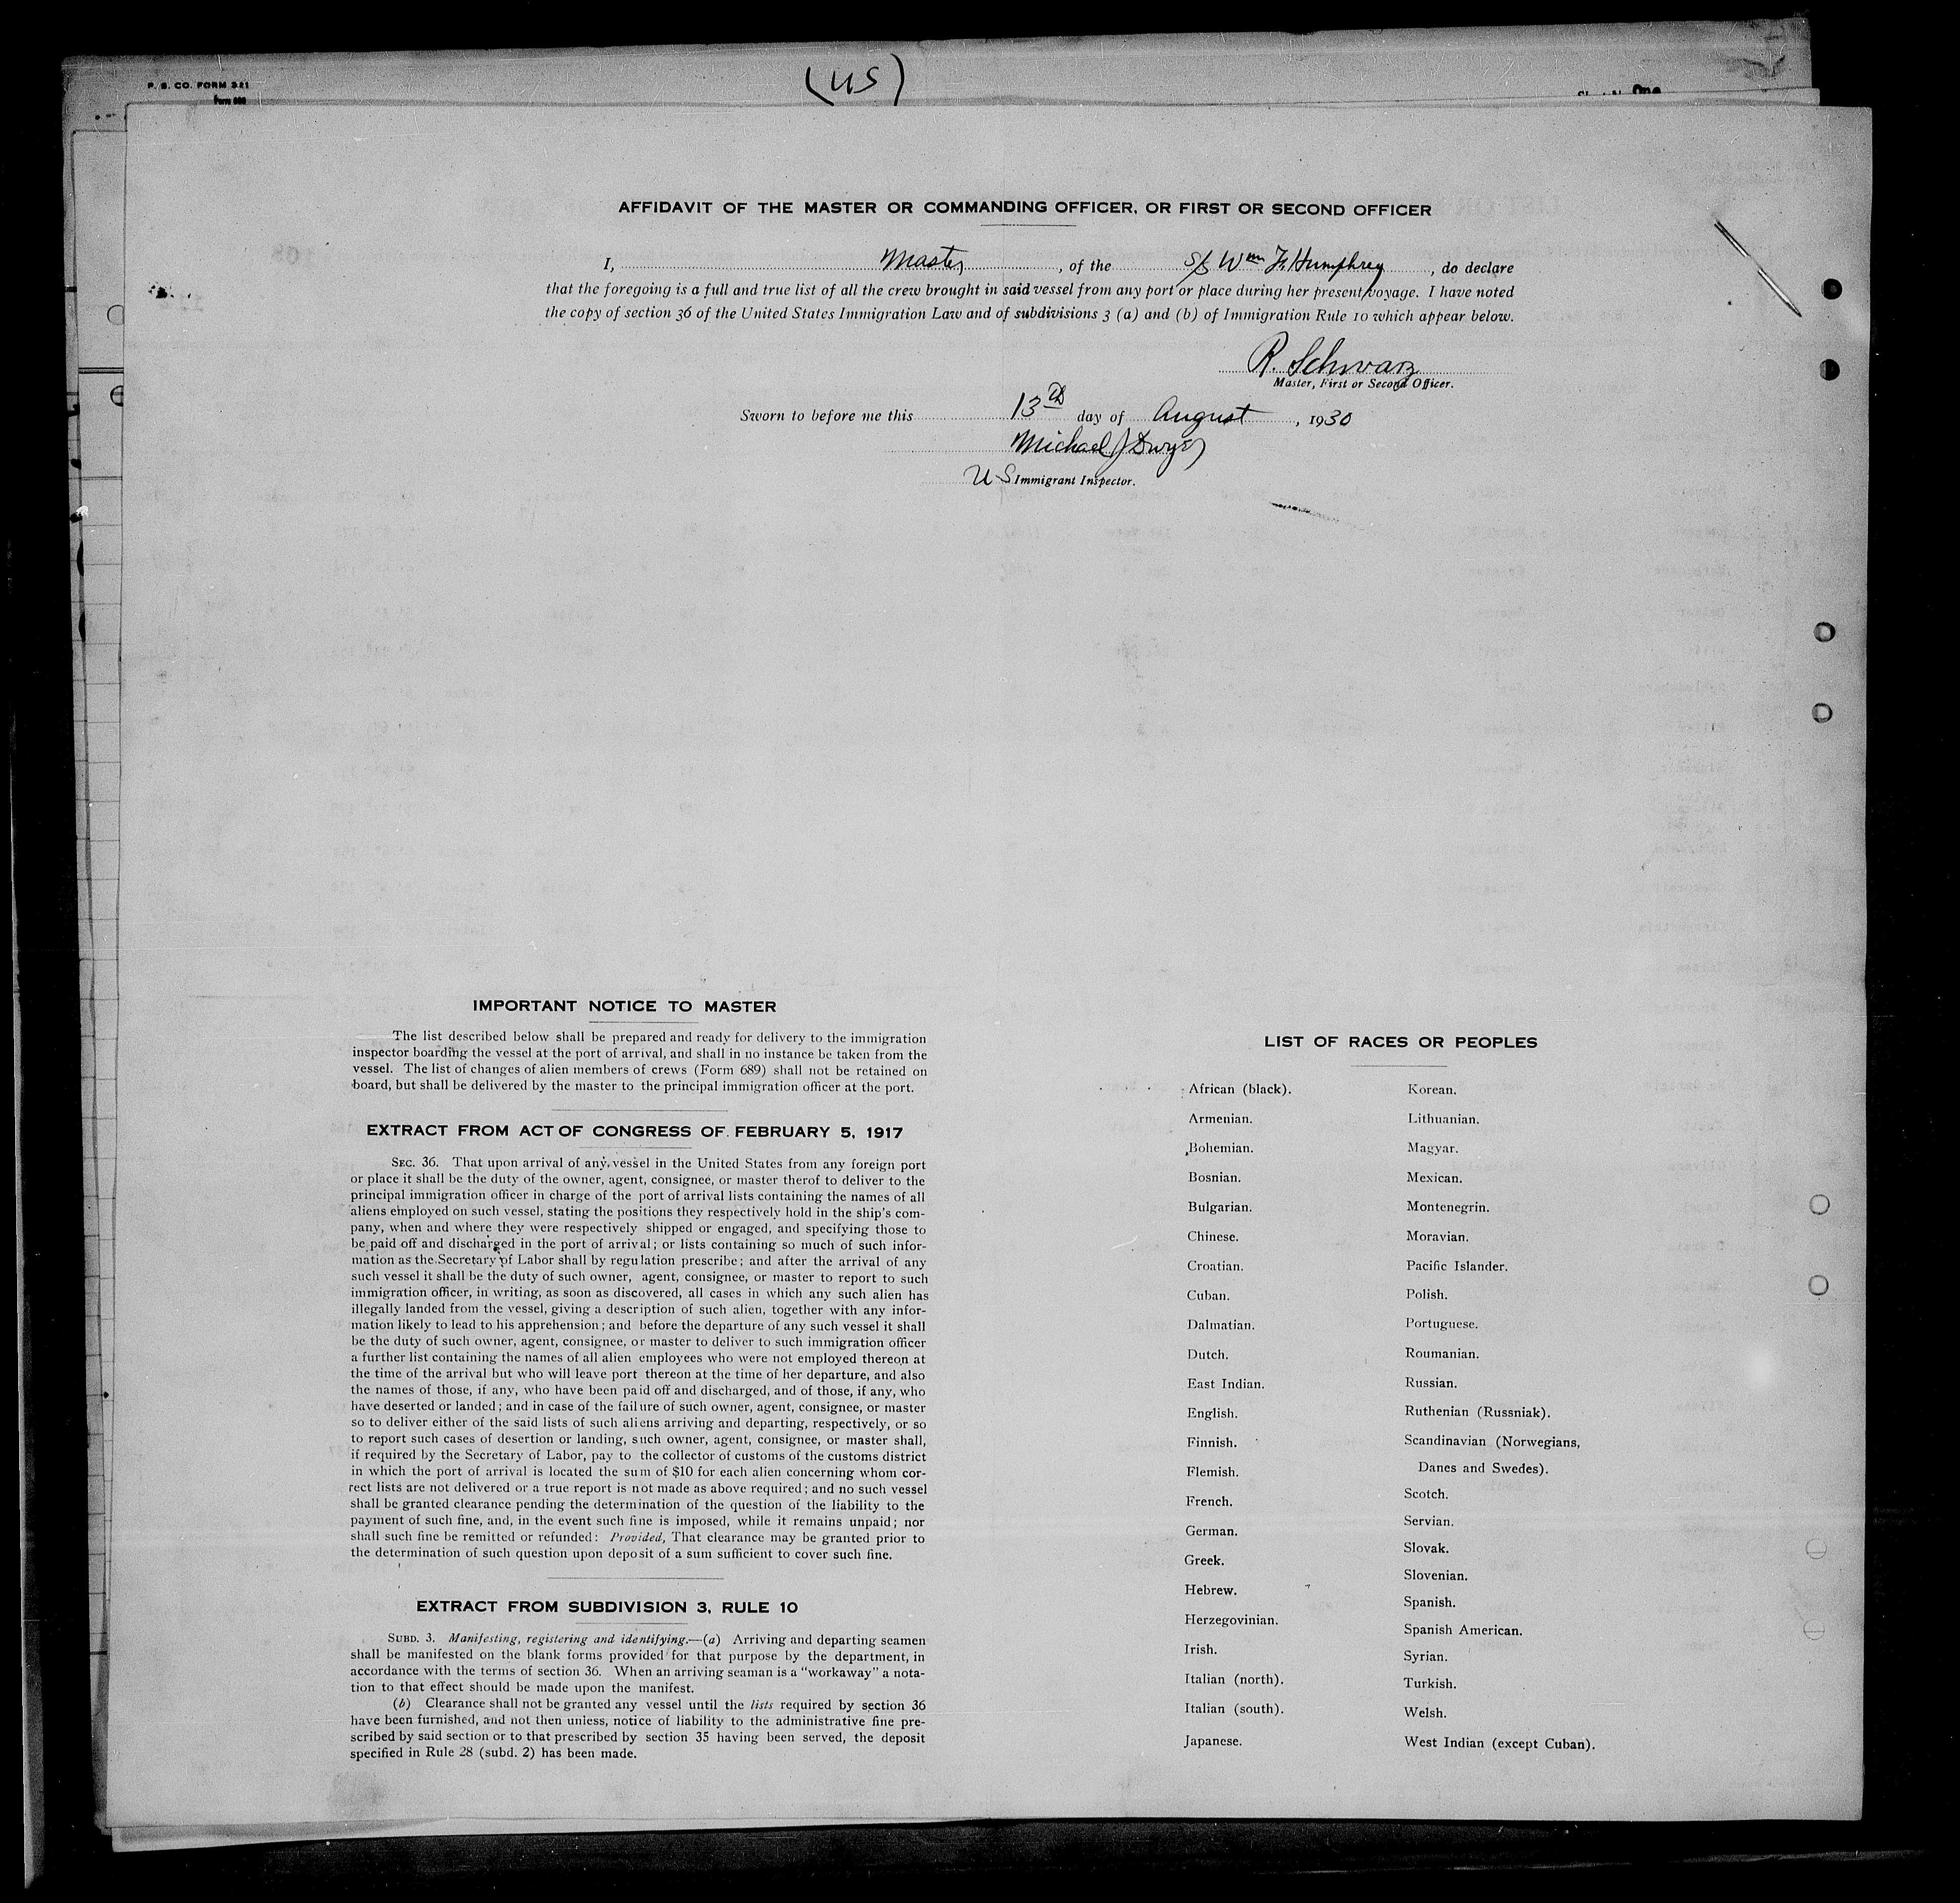 P. S. CO. FORM 321
Form 689
(US)
One
AFFIDAVIT OF THE MASTER OR COMMANDING OFFICER, OR FIRST OR SECOND OFFICER
I, Master, of the S/S Wm F. Humphrey, do declare
that the foregoing is a full and true list of all the crew brought in said vessel from any port or place during her present voyage. I have noted
the copy of section 36 of the United States Immigration Law and of subdivisions 3 (a) and (b) of Immigration Rule 10 which appear below.
R. Schwarz
Master, First or Second Officer.
Sworn to before me this 13th day of August, 1930
Michael J Dwyer
US Immigrant Inspector.
IMPORTANT NOTICE TO MASTER
The list described below shall be prepared and ready for delivery to the immigration
inspector boarding the vessel at the port of arrival, and shall in no instance be taken from the
vessel. The list of changes of alien members of crews (Form 689) shall not be retained on
board, but shall be delivered by the master to the principal immigration officer at the port.
EXTRACT FROM ACT OF CONGRESS OF FEBRUARY 5, 1917
SEC. 36. That upon arrival of any vessel in the United States from any foreign port
or place it shall be the duty of the owner, agent, consignee, or master therof to deliver to the
principal immigration officer in charge of the port of arrival lists containing the names of all
aliens employed on such vessel, stating the positions they respectively hold in the ship's com-
pany, when and where they were respectively shipped or engaged, and specifying those to
be paid off and discharged in the port of arrival; or lists containing so much of such infor-
mation as the Secretary of Labor shall by regulation prescribe; and after the arrival of any
such vessel it shall be the duty of such owner, agent, consignee, or master to report to such
immigration officer, in writing, as soon as discovered, all cases in which any such alien has
illegally landed from the vessel, giving a description of such alien, together with any infor-
mation likely to lead to his apprehension; and before the departure of any such vessel it shall
be the duty of such owner, agent, consignee, or master to deliver to such immigration officer
a further list containing the names of all alien employees who were not employed thereon at
the time of the arrival but who will leave port thereon at the time of her departure, and also
the names of those, if any, who have been paid off and discharged, and of those, if any, who
have deserted or landed; and in case of the failure of such owner, agent, consignee, or master
so to deliver either of the said lists of such aliens arriving and departing, respectively, or so
to report such cases of desertion or landing, such owner, agent, consignee, or master shall,
if required by the Secretary of Labor, pay to the collector of customs of the customs district
in which the port of arrival is located the sum of $10 for each alien concerning whom cor-
rect lists are not delivered or a true report is not made as above required; and no such vessel
shall be granted clearance pending the determination of the question of the liability to the
payment of such fine, and, in the event such fine is imposed, while it remains unpaid; nor
shall such fine be remitted or refunded: Provided, That clearance may be granted prior to
the determination of such question upon deposit of a sum sufficient to cover such fine.
EXTRACT FROM SUBDIVISION 3, RULE 10
SUBD. 3. Manifesting, registering and identifying.—(a) Arriving and departing seamen
shall be manifested on the blank forms provided for that purpose by the department, in
accordance with the terms of section 36. When an arriving seaman is a "workaway" a nota-
tion to that effect should be made upon the manifest.
(b) Clearance shall not be granted any vessel until the lists required by section 36
have been furnished, and not then unless, notice of liability to the administrative fine pre-
scribed by said section or to that prescribed by section 35 having been served, the deposit
specified in Rule 28 (subd. 2) has been made.
LIST OF RACES OR PEOPLES
African (black).
Armenian.
Bohemian.
Bosnian.
Bulgarian.
Chinese.
Croatian.
Cuban.
Dalmatian.
Dutch.
East Indian.
English.
Finnish.
Flemish.
French.
German.
Greek.
Hebrew.
Herzegovinian.
Irish.
Italian (north).
Italian (south).
Japanese.
Korean.
Lithuanian.
Magyar.
Mexican.
Montenegrin.
Moravian.
Pacific Islander.
Polish.
Portuguese.
Roumanian.
Russian.
Ruthenian (Russniak).
Scandinavian (Norwegians,
Danes and Swedes).
Scotch.
Servian.
Slovak.
Slovenian.
Spanish.
Spanish American.
Syrian.
Turkish.
Welsh.
West Indian (except Cuban).